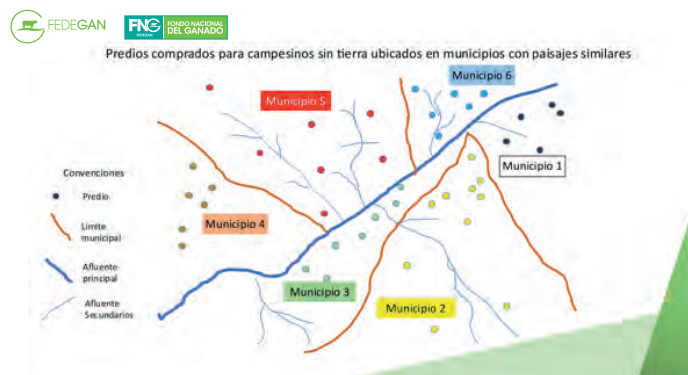 FEDEGAN
FNG
FEDEGAN
FONDO NACIONAL
DEL GANADO
Predios comprados para campesinos sin tierra ubicados en municipios con paisajes similares
Municipio 6
Municipio 5
Municipio 1
Convenciones
Predio
Limite
municipal
Afluente
principal
Afluente
Secundarios
Municipio 4
Municipio 3
Municipio 2